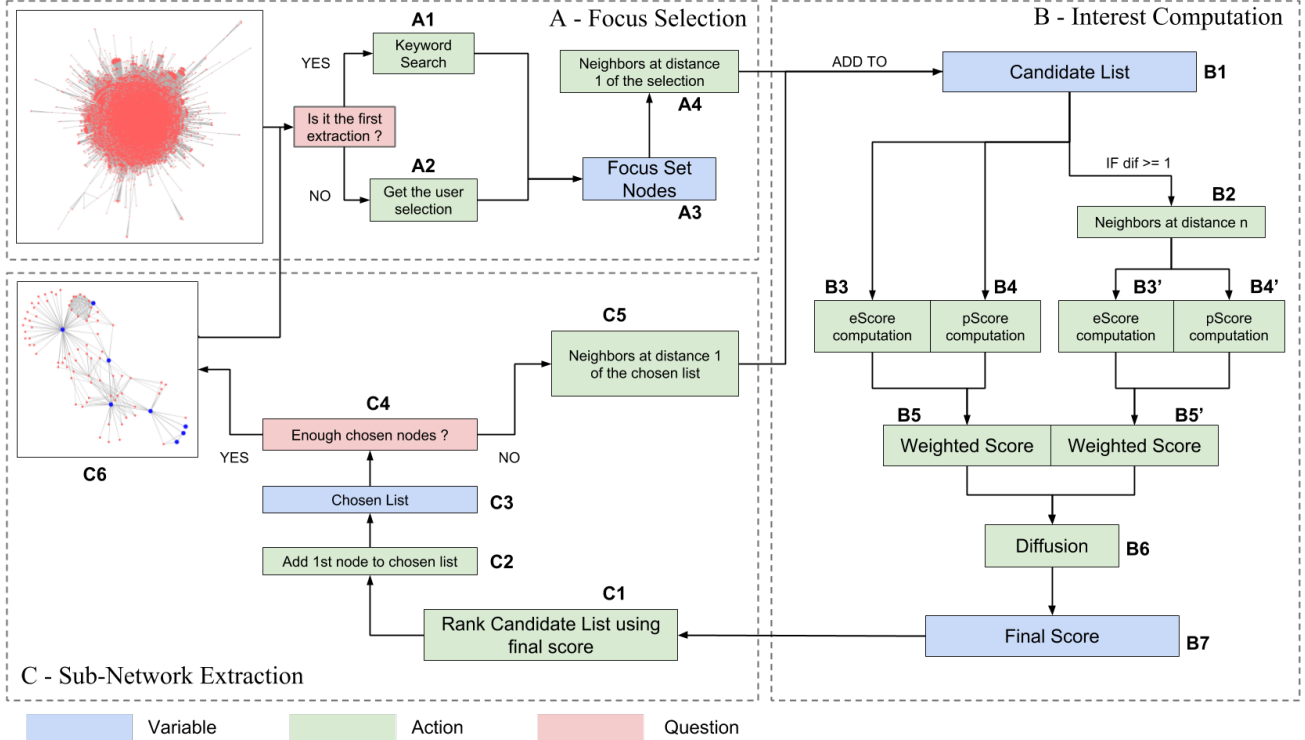 A - Focus Selection
A1
Keyword
Search
YES
Is it the first
extraction ?
NO
A2
Get the user
selection
Neighbors at distance
1 of the selection
A4
Focus Set
Nodes
A3
B - Interest Computation
ADD TO
Candidate List
B1
IF dif >= 1
B2
Neighbors at distance n
B3
eScore
computation
B4
pScore
computation
B3’
eScore
computation
B4’
pScore
computation
B5
Weighted Score
B5’
Weighted Score
Diffusion
B6
Final Score
B7
C - Sub-Network Extraction
C1
Rank Candidate List using
final score
Add 1st node to chosen list
C2
Chosen List
C3
C4
Enough chosen nodes ?
YES
NO
C5
Neighbors at distance 1
of the chosen list
C6
Variable
Action
Question